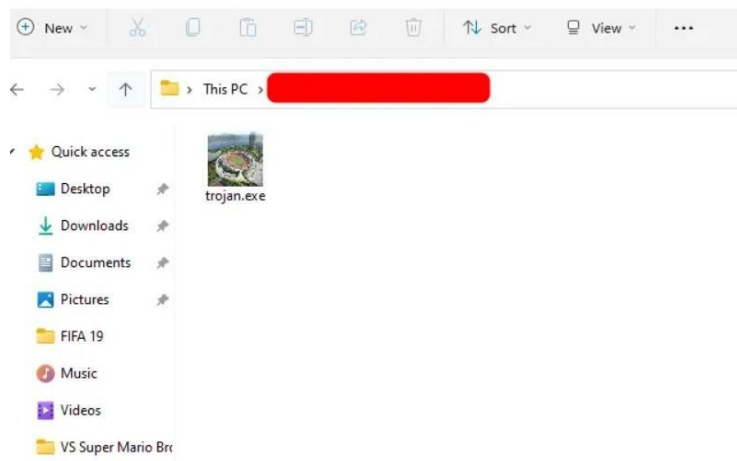 New
Sort
View
This PC
Quick access
trojan.exe
Desktop
Downloads
Documents
Pictures
FIFA 19
Music
Videos
VS Super Mario Bro